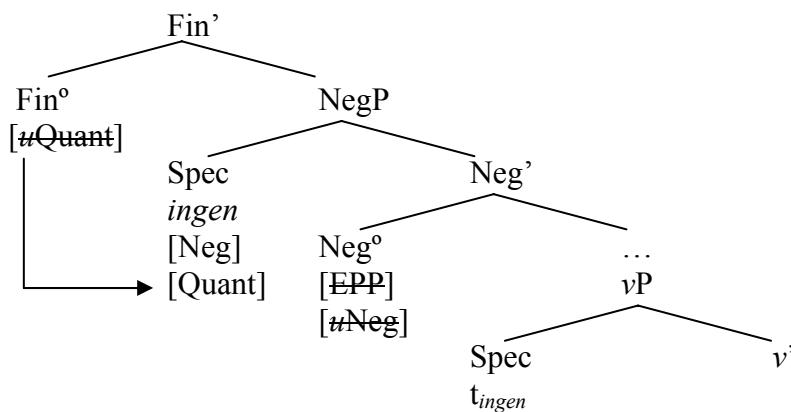 Fin’
Finº NegP
[uQuant]
Spec Neg’
ingen
[Neg] Negº …
[Quant] [EPP] vP
[uNeg]
Spec v’
tingen